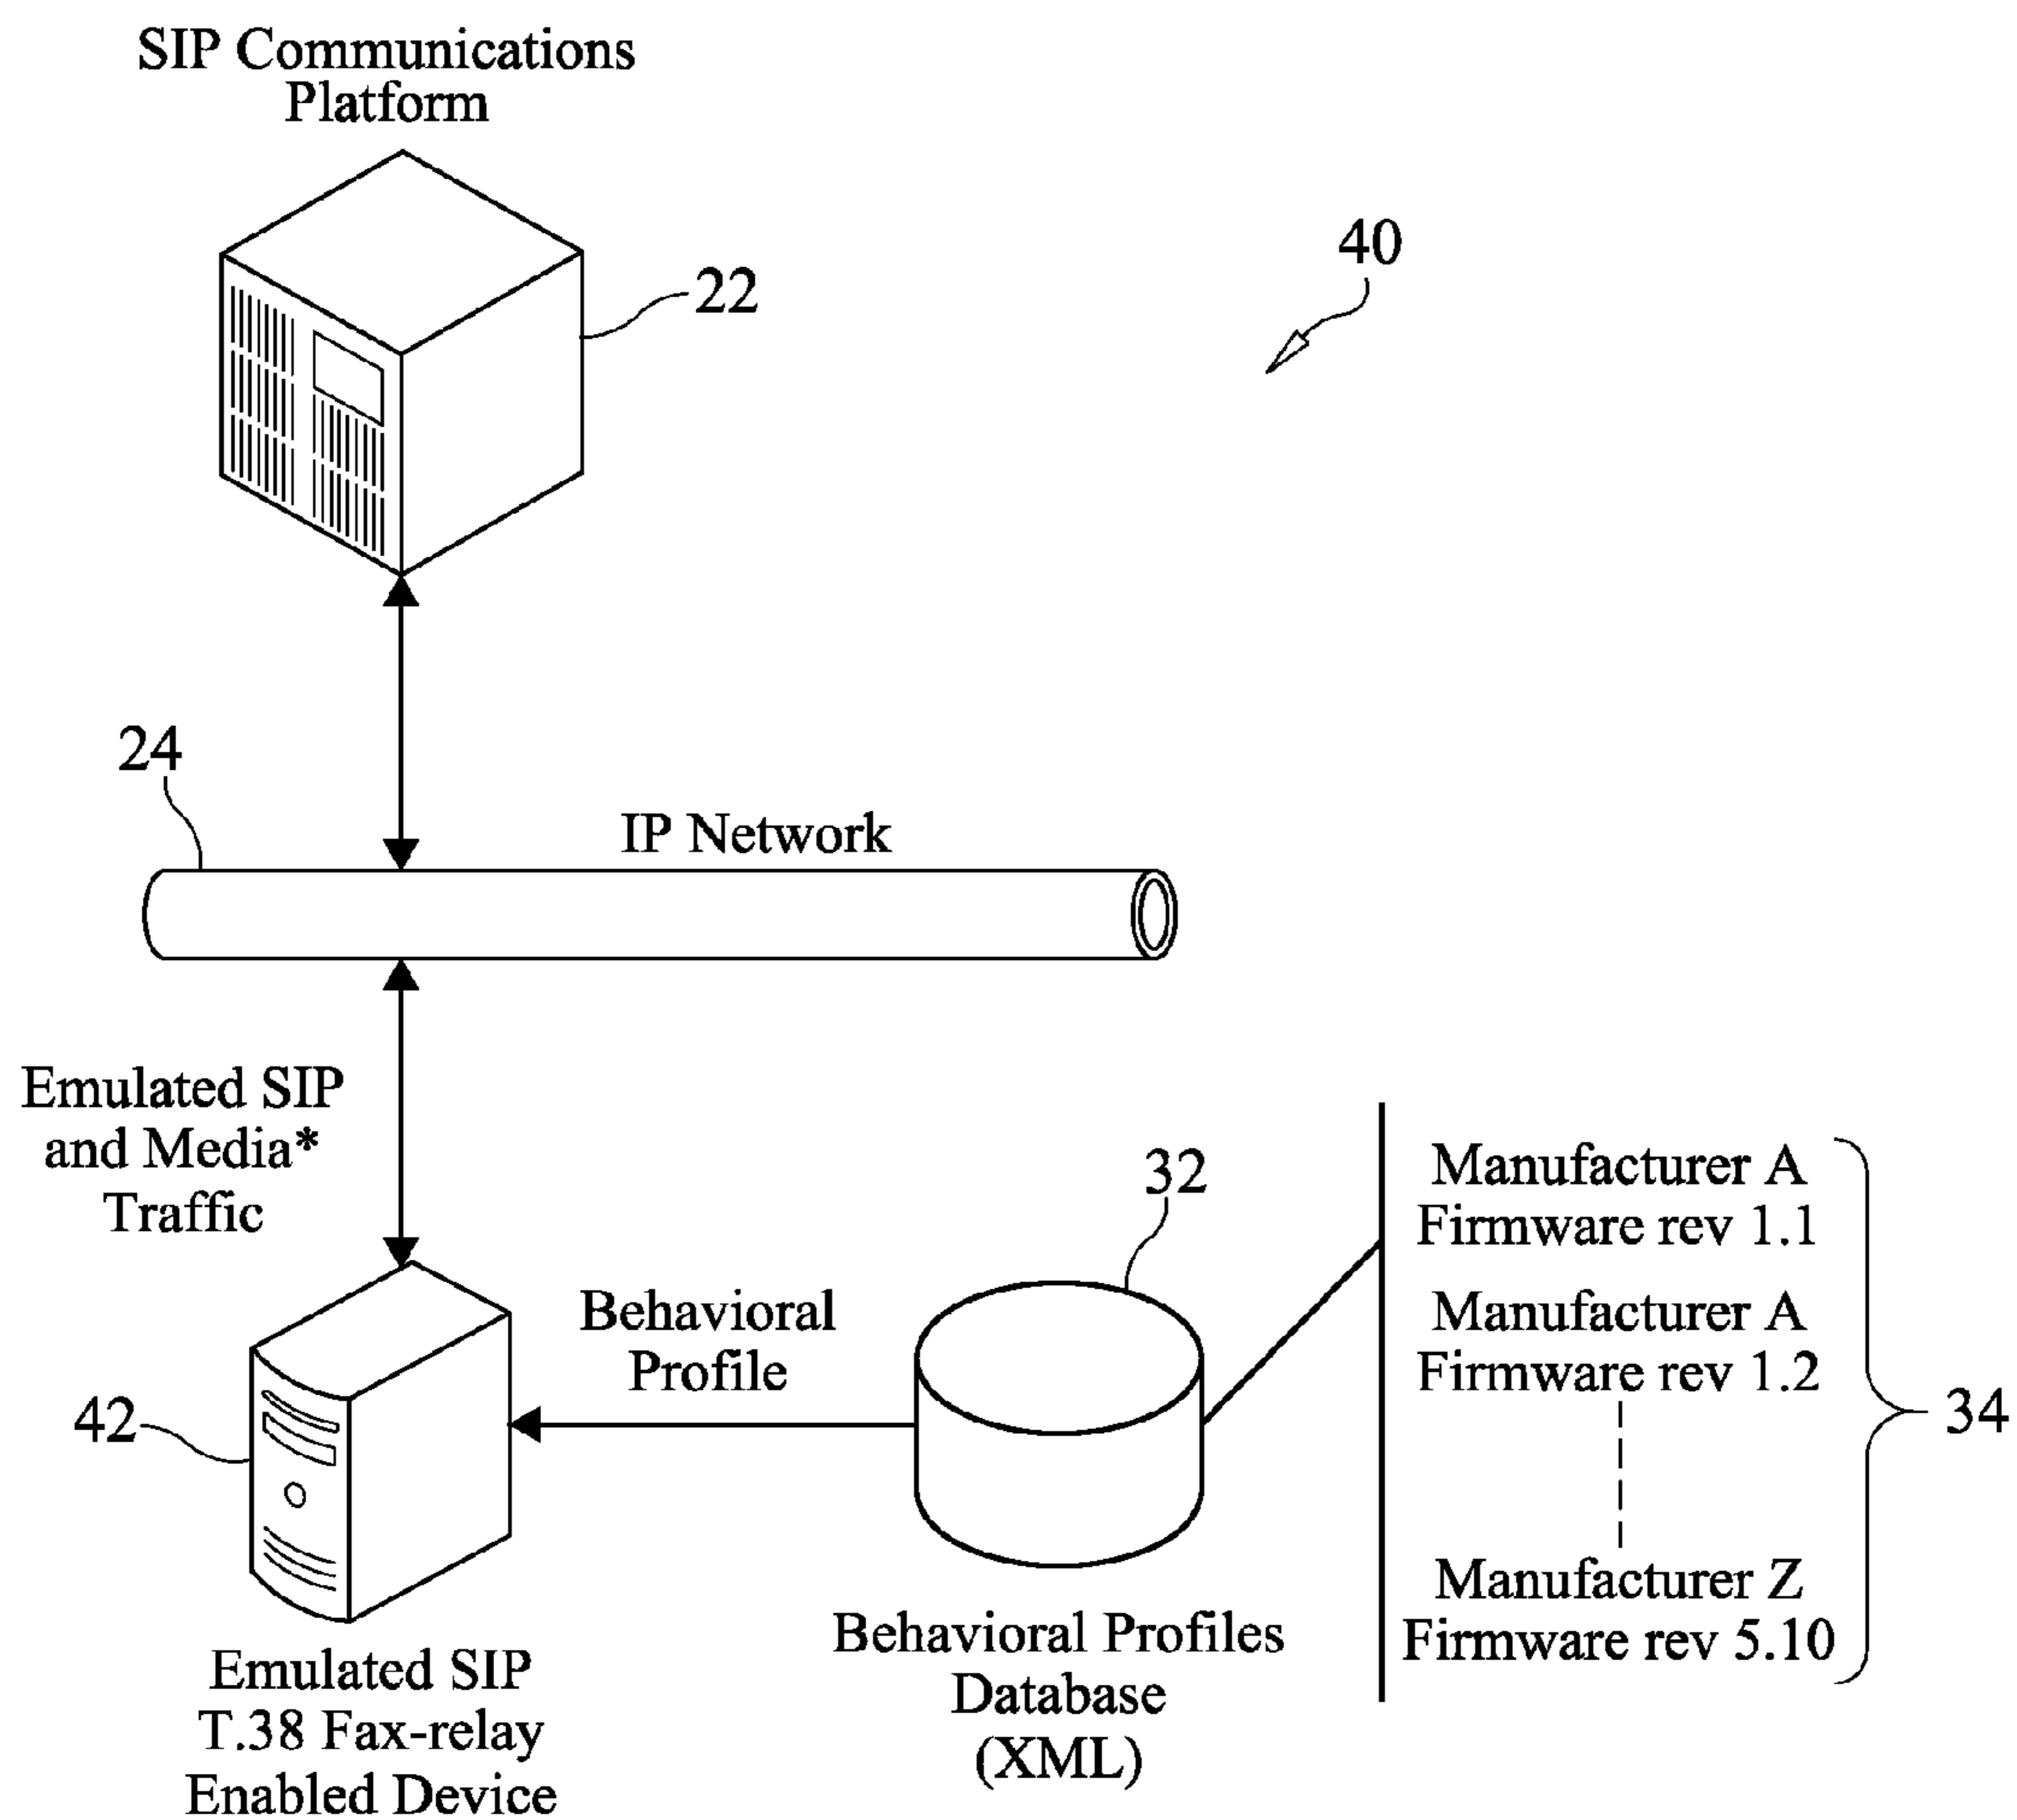 SIP Communications
Platform
22
40
24
IP Network
Emulated SIP
and Media*
Traffic
Behavioral
Profile
32
42
Manufacturer A
Firmware rev 1.1
Manufacturer A
Firmware rev 1.2
Manufacturer Z
Firmware rev 5.10
34
Emulated SIP
T.38 Fax-relay
Enabled Device
Behavioral Profiles
Database
(XML)